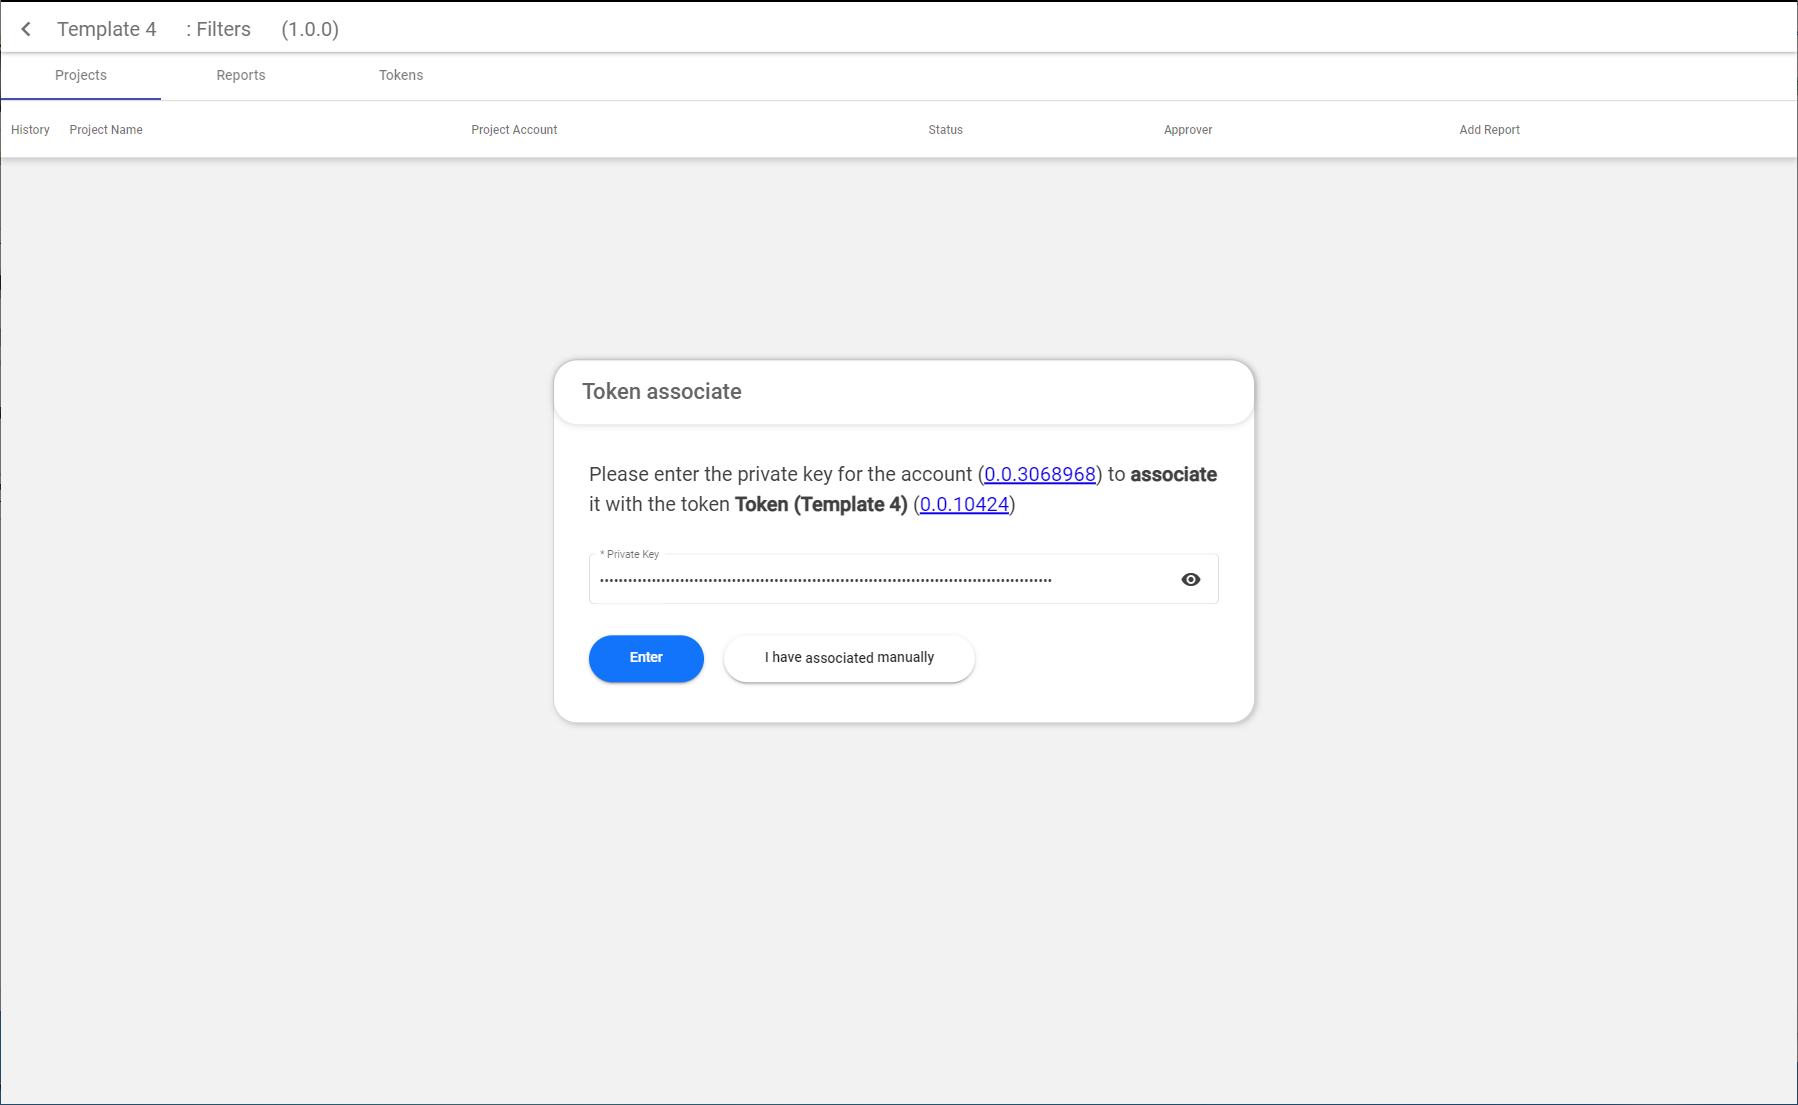 Template 4 : Filters (1.0.0)
Projects Reports Tokens
History Project Name Project Account Status Approver Add Report
Token associate
Please enter the private key for the account (0.0.3068968) to associate
it with the token Token (Template 4) (0.0.10424)
* Private Key
Enter I have associated manually